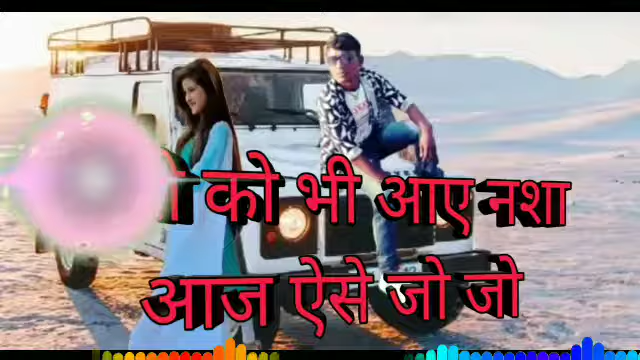 को भी आए नशा
आज ऐसे जो जो